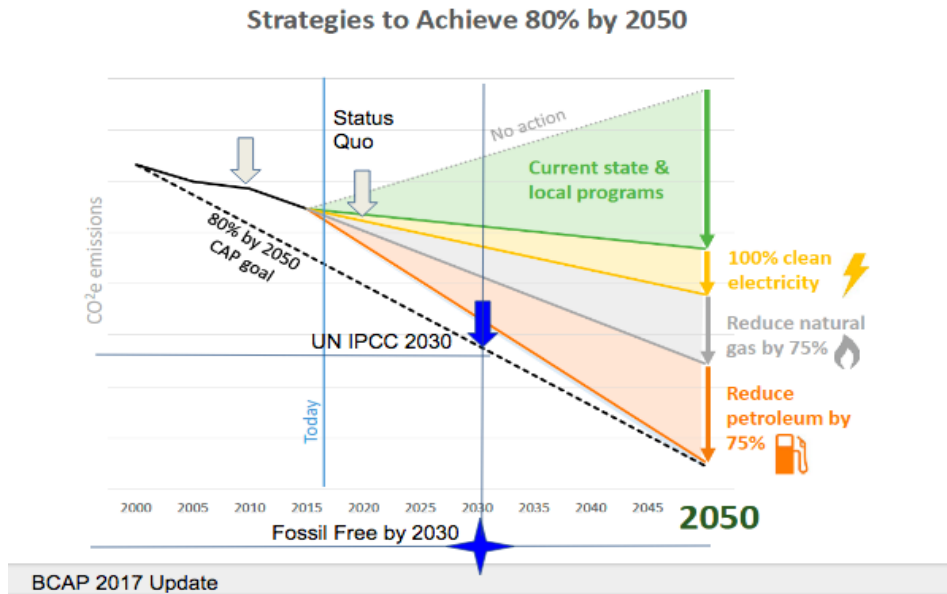 Strategies to Achieve 80% by 2050
Status
Quo
No action
Current state &
local programs
CO²e emissions
80% by 2050
CAP goal
100% clean
electricity
UN IPCC 2030
Reduce natural
gas by 75%
Today
Reduce
petroleum by
75%
2000 2005 2010 2015 2020 2025 2030 2035 2040 2045 2050
Fossil Free by 2030
BCAP 2017 Update